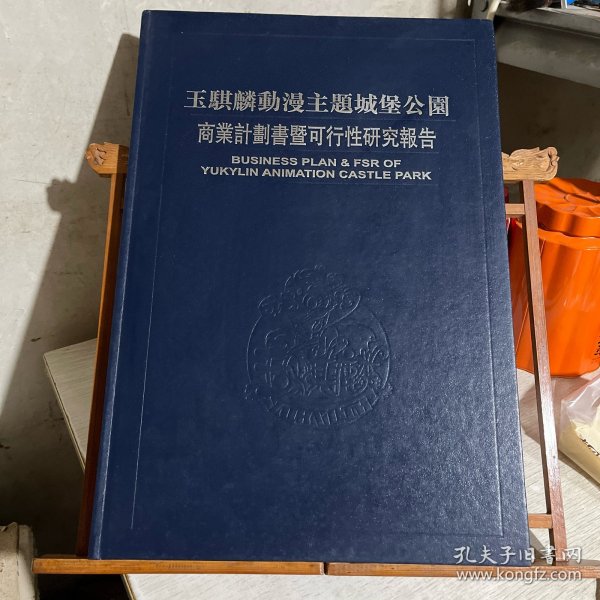 玉騏麟動漫主題城堡公園
商業計劃書暨可行性研究報告
BUSINESS PLAN & FSR OF
YUKYLIN ANIMATION CASTLE PARK
孔夫子旧書网
www.kongfz.com